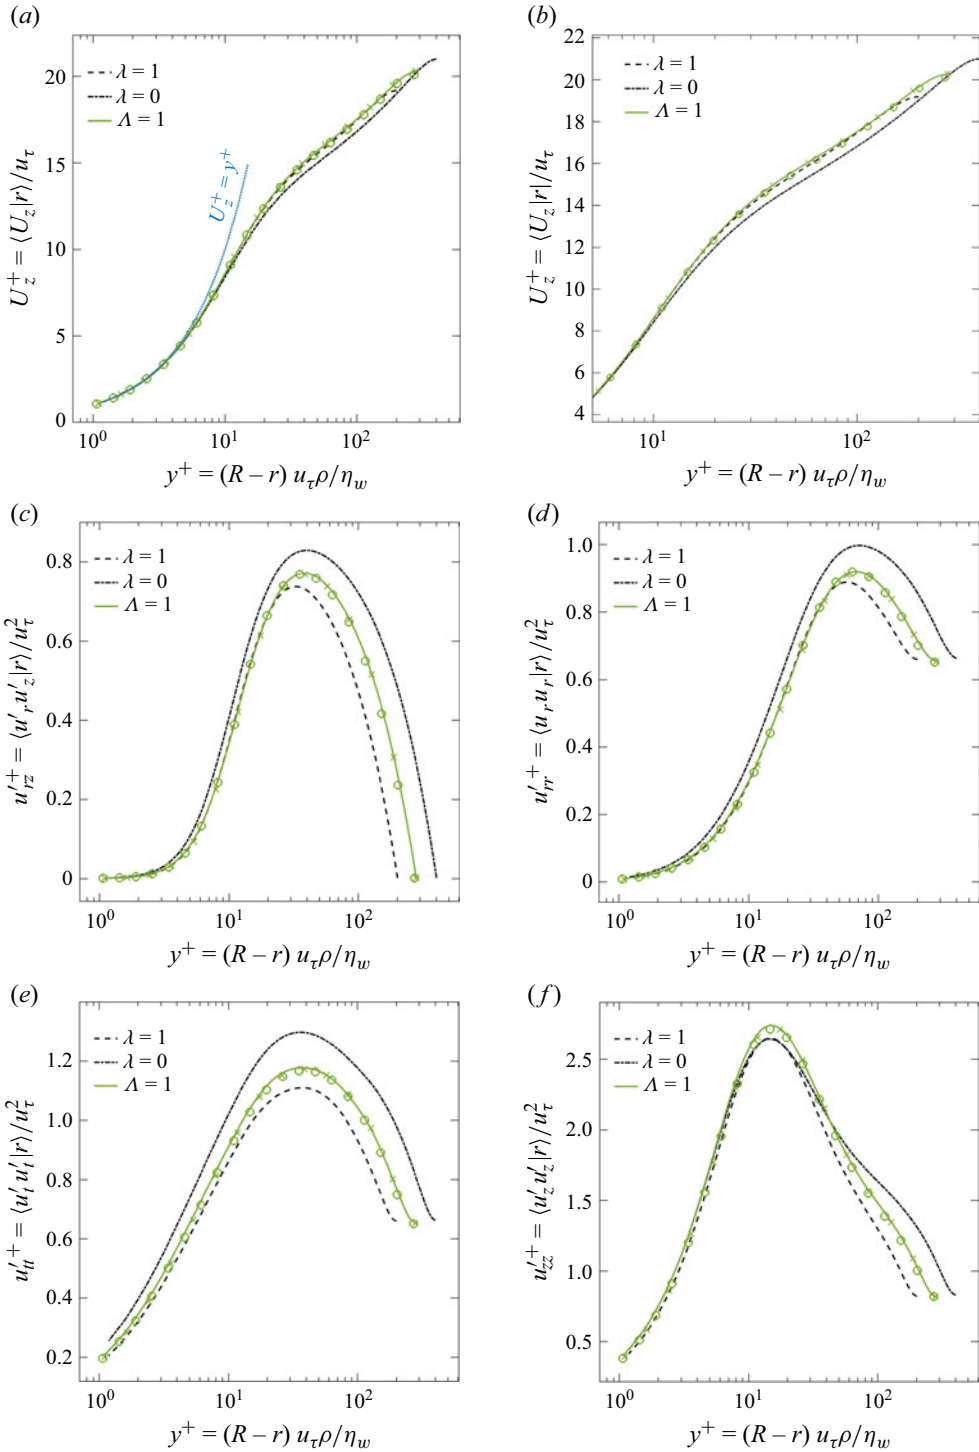 (a)
20
15
10
5
0
λ = 1
λ = 0
Λ = 1
U_z^+ = y^+
U_z^+ = ⟨U_z|r⟩/u_τ
10^0
10^1
10^2
y^+ = (R – r) u_τρ/η_w
(b)
22
20
18
16
14
12
10
8
6
4
λ = 1
λ = 0
Λ = 1
U_z^+ = ⟨U_z|r|/u_τ
10^1
10^2
y^+ = (R – r) u_τρ/η_w
(c)
0.8
0.6
0.4
0.2
0
λ = 1
λ = 0
Λ = 1
u'_{rz}^+ = ⟨u'_r u'_z|r⟩/u_τ^2
10^0
10^1
10^2
y^+ = (R – r) u_τρ/η_w
(d)
1.0
0.8
0.6
0.4
0.2
0
λ = 1
λ = 0
Λ = 1
u'_{rr}^+ = ⟨u_r u_r|r⟩/u_τ^2
10^0
10^1
10^2
y^+ = (R – r) u_τρ/η_w
(e)
1.2
1.0
0.8
0.6
0.4
0.2
λ = 1
λ = 0
Λ = 1
u'_{tt}^+ = ⟨u'_t u'_t|r⟩/u_τ^2
10^0
10^1
10^2
y^+ = (R – r) u_τρ/η_w
(f)
2.5
2.0
1.5
1.0
0.5
λ = 1
λ = 0
Λ = 1
u'_{zz}^+ = ⟨u'_z u'_z|r⟩/u_τ^2
10^0
10^1
10^2
y^+ = (R – r) u_τρ/η_w